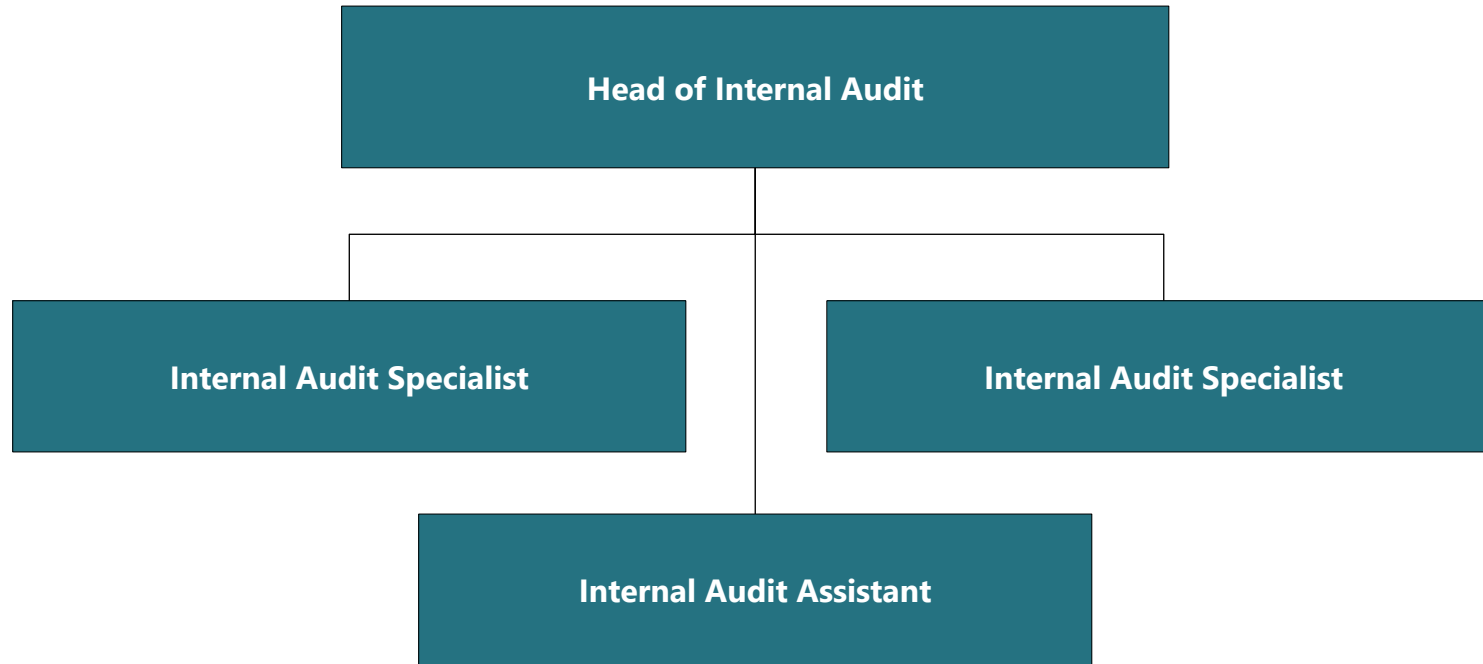 Head of Internal Audit
Internal Audit Specialist
Internal Audit Specialist
Internal Audit Assistant